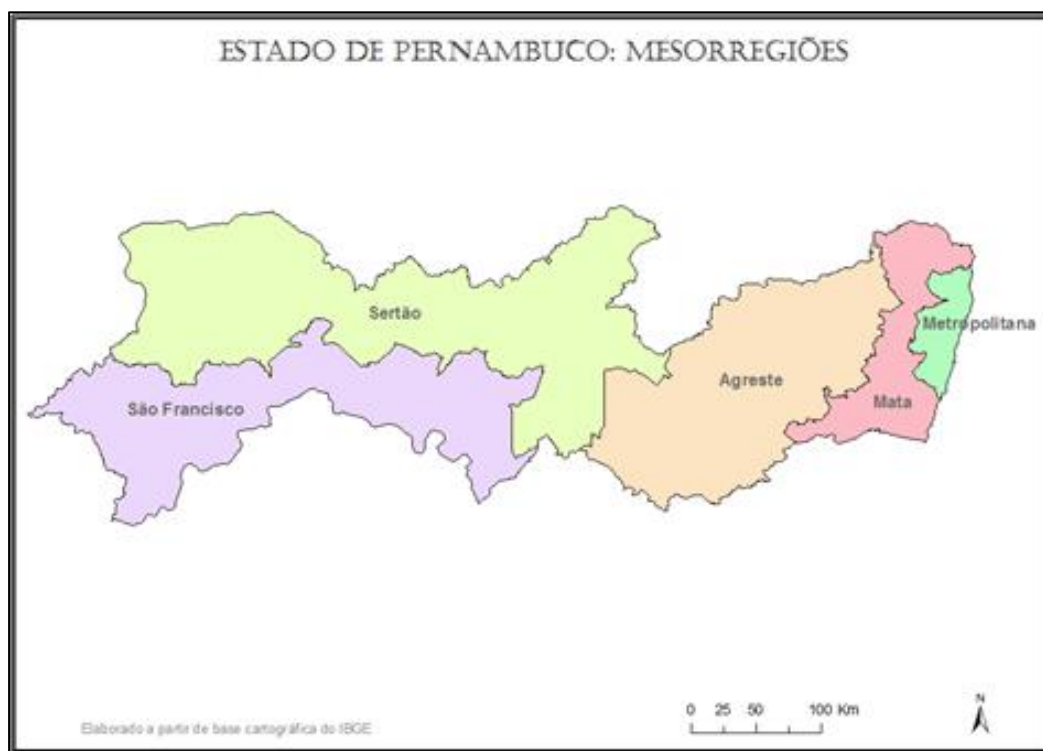 ESTADO DE PERNAMBUCO: MESORREGIÕES
Sertão
Metropolitana
Agreste
São Francisco
Mata
0 25 50 100 Km
N
Elaborado a partir de base cartográfica do IBGE